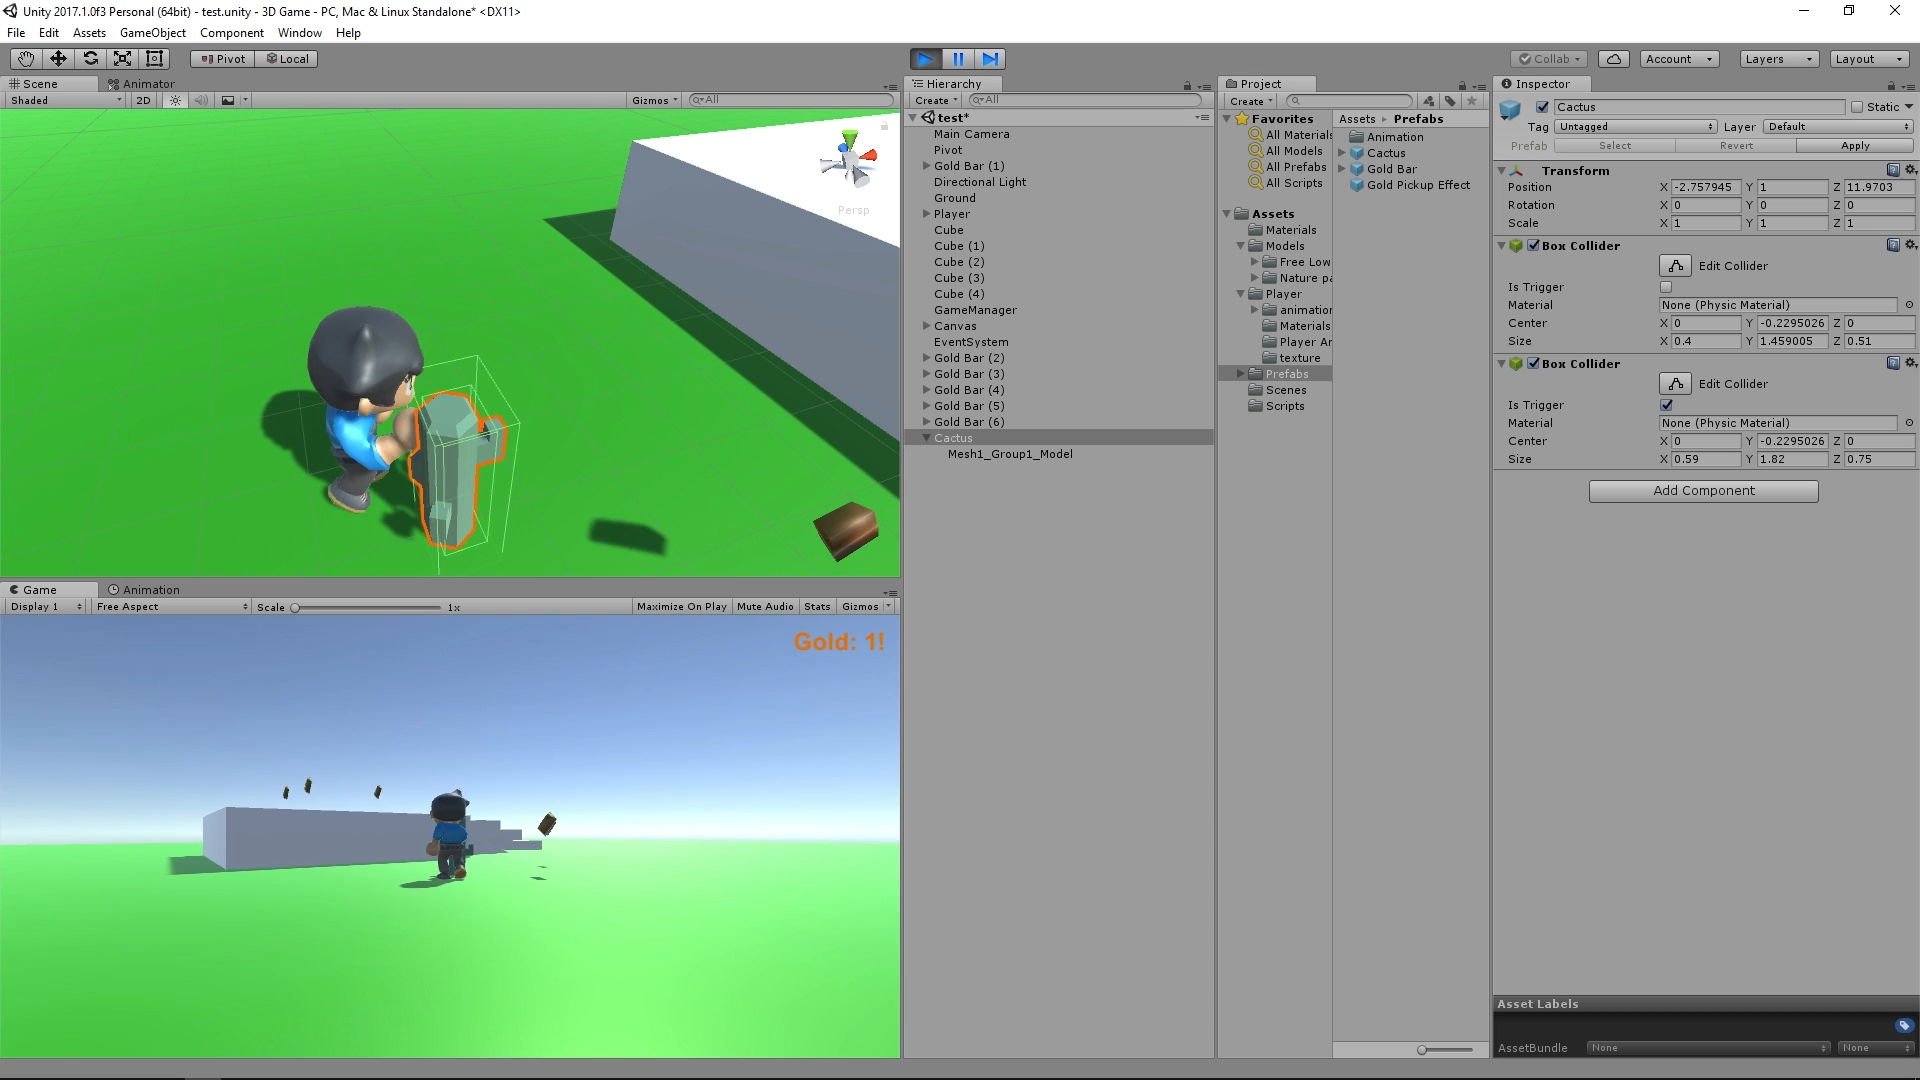 Unity 2017.1.0f3 Personal (64bit) - test.unity - 3D Game - PC, Mac & Linux Standalone* <DX11>
File Edit Assets GameObject Component Window Help
Pivot Local
Collab Account Layers Layout
Scene Animator
Shaded 2D Gizmos All
Persp
Game Animation
Display 1 Free Aspect Scale 1x Maximize On Play Mute Audio Stats Gizmos
Gold: 1!
Hierarchy
Create All
test*
Main Camera
Pivot
Gold Bar (1)
Directional Light
Ground
Player
Cube
Cube (1)
Cube (2)
Cube (3)
Cube (4)
GameManager
Canvas
EventSystem
Gold Bar (2)
Gold Bar (3)
Gold Bar (4)
Gold Bar (5)
Gold Bar (6)
Cactus
Mesh1_Group1_Model
Project
Create
Favorites
All Materials
All Models
All Prefabs
All Scripts
Assets
Materials
Models
Free Low
Nature pa
Player
animation
Materials
Player Ar
texture
Prefabs
Scenes
Scripts
Assets Prefabs
Animation
Cactus
Gold Bar
Gold Pickup Effect
Inspector
Cactus Static
Tag Untagged Layer Default
Prefab Select Revert Apply
Transform
Position X -2.757945 Y 1 Z 11.9703
Rotation X 0 Y 0 Z 0
Scale X 1 Y 1 Z 1
Box Collider
Edit Collider
Is Trigger
Material None (Physic Material)
Center X 0 Y -0.2295026 Z 0
Size X 0.4 Y 1.459005 Z 0.51
Box Collider
Edit Collider
Is Trigger
Material None (Physic Material)
Center X 0 Y -0.2295026 Z 0
Size X 0.59 Y 1.82 Z 0.75
Add Component
Asset Labels
AssetBundle None None